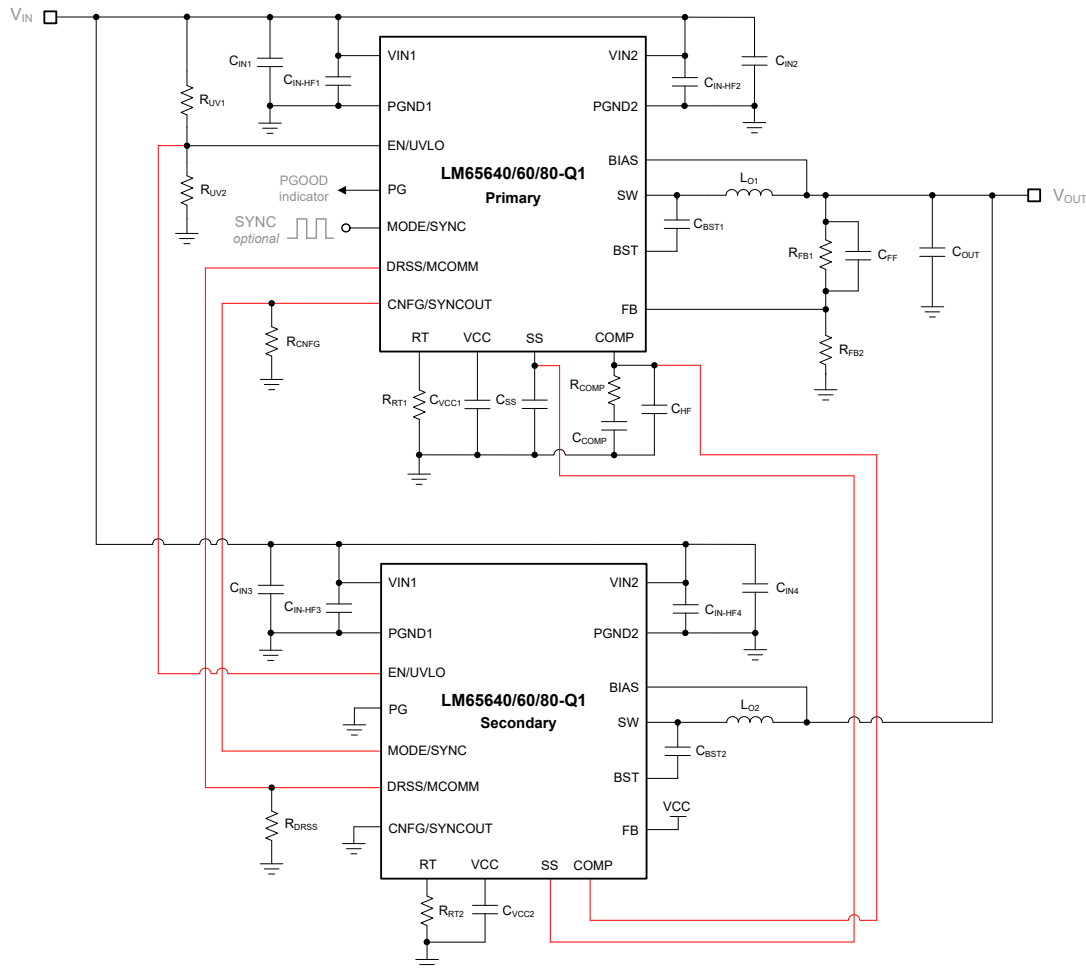 VIN
VIN1
VIN2
CIN1
CIN-HF1
CIN-HF2
CIN2
RUV1
PGND1
PGND2
EN/UVLO
BIAS
LM65640/60/80-Q1
Primary
PGOOD
indicator
PG
SW
LO1
VOUT
RUV2
SYNC
optional
MODE/SYNC
CBST1
BST
RFB1
CFF
COUT
DRSS/MCOMM
CNFG/SYNCOUT
FB
RCNFG
RT
VCC
SS
COMP
RFB2
RRT1
CVCC1
CSS
RCOMP
CHF
CCOMP
VIN1
VIN2
CIN3
CIN-HF3
CIN-HF4
CIN4
PGND1
PGND2
EN/UVLO
BIAS
LM65640/60/80-Q1
Secondary
PG
SW
LO2
MODE/SYNC
CBST2
BST
DRSS/MCOMM
VCC
RDRSS
CNFG/SYNCOUT
FB
RT
VCC
SS
COMP
RRT2
CVCC2